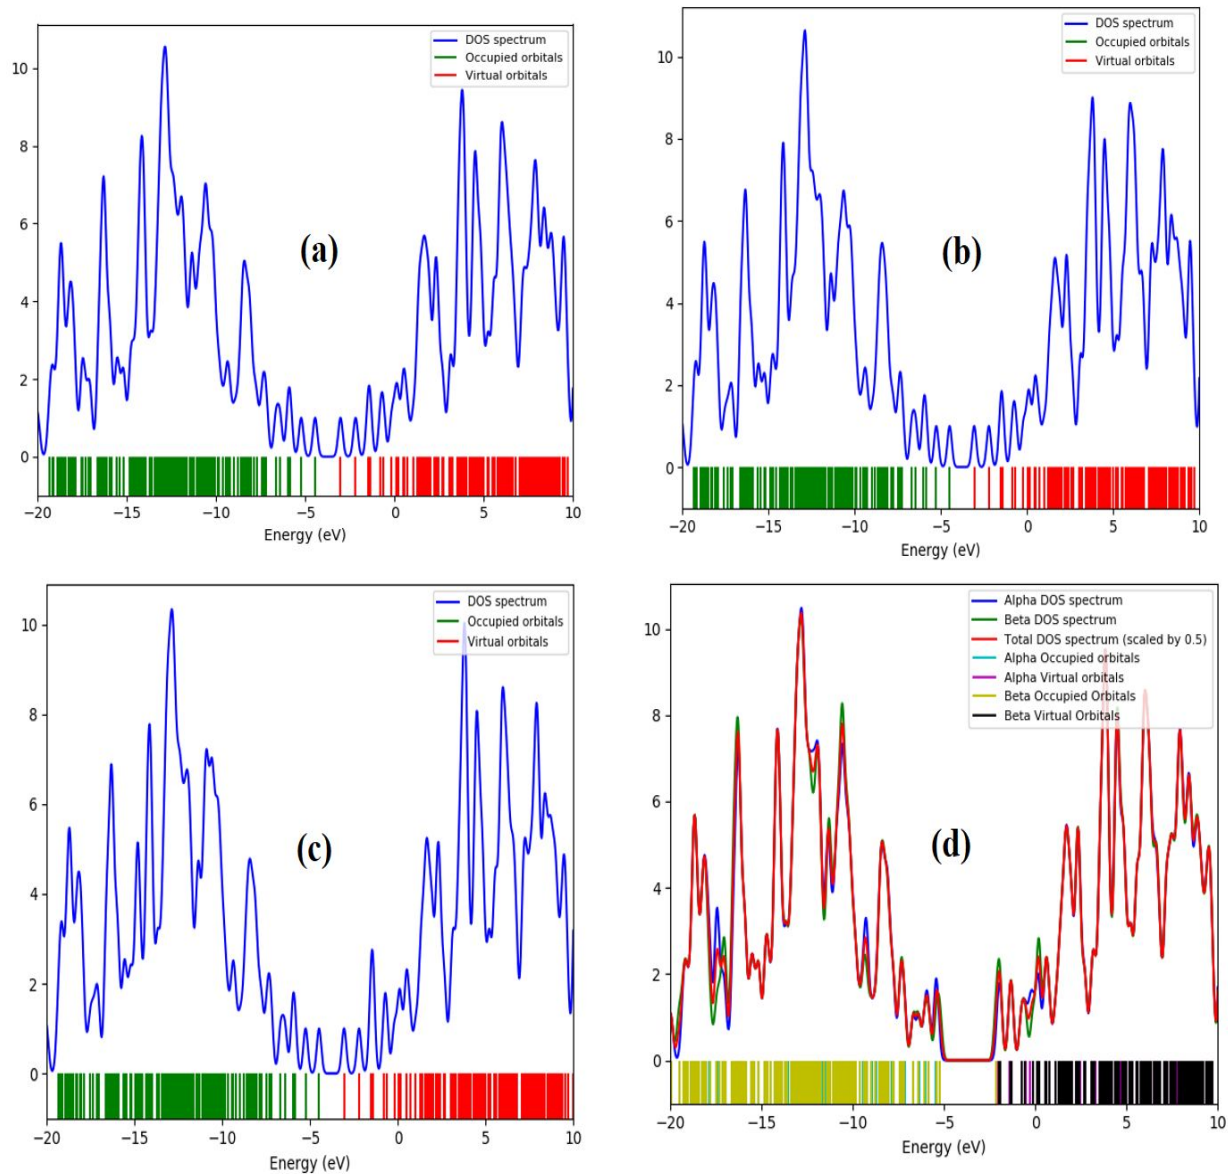 DOS spectrum
Occupied orbitals
Virtual orbitals
(a)
10
8
6
4
2
0
−20 −15 −10 −5 0 5 10
Energy (eV)
DOS spectrum
Occupied orbitals
Virtual orbitals
(b)
10
8
6
4
2
0
−20 −15 −10 −5 0 5 10
Energy (eV)
DOS spectrum
Occupied orbitals
Virtual orbitals
(c)
10
8
6
4
2
0
−20 −15 −10 −5 0 5 10
Energy (eV)
Alpha DOS spectrum
Beta DOS spectrum
Total DOS spectrum (scaled by 0.5)
Alpha Occupied orbitals
Alpha Virtual orbitals
Beta Occupied Orbitals
Beta Virtual Orbitals
(d)
10
8
6
4
2
0
−20 −15 −10 −5 0 5 10
Energy (eV)